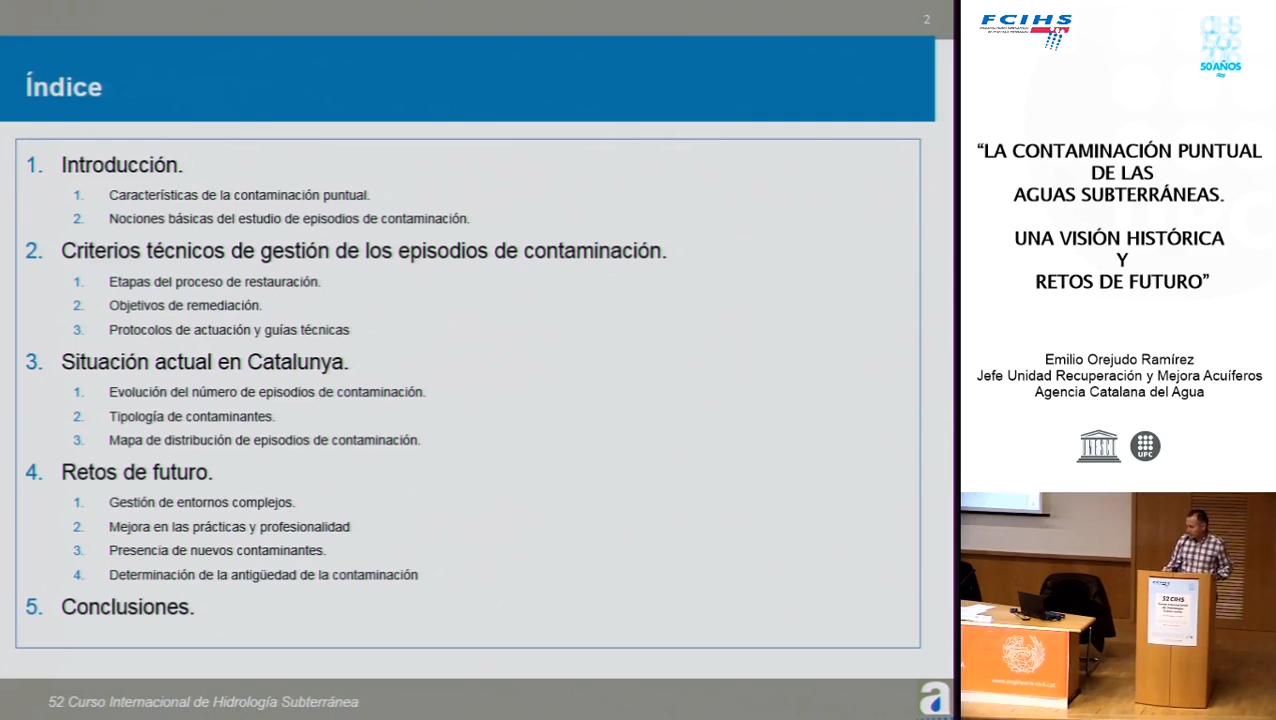 2
Índice
1. Introducción.
1. Características de la contaminación puntual.
2. Nociones básicas del estudio de episodios de contaminación.
2. Criterios técnicos de gestión de los episodios de contaminación.
1. Etapas del proceso de restauración.
2. Objetivos de remediación.
3. Protocolos de actuación y guías técnicas
3. Situación actual en Catalunya.
1. Evolución del número de episodios de contaminación.
2. Tipología de contaminantes.
3. Mapa de distribución de episodios de contaminación.
4. Retos de futuro.
1. Gestión de entornos complejos.
2. Mejora en las prácticas y profesionalidad
3. Presencia de nuevos contaminantes.
4. Determinación de la antigüedad de la contaminación
5. Conclusiones.
52 Curso Internacional de Hidrología Subterránea
a
FCIHS
50 AÑOS
“LA CONTAMINACIÓN PUNTUAL
DE LAS
AGUAS SUBTERRÁNEAS.
UNA VISIÓN HISTÓRICA
Y
RETOS DE FUTURO”
Emilio Orejudo Ramírez
Jefe Unidad Recuperación y Mejora Acuíferos
Agencia Catalana del Agua
UPC
FCIHS
52 CIHS